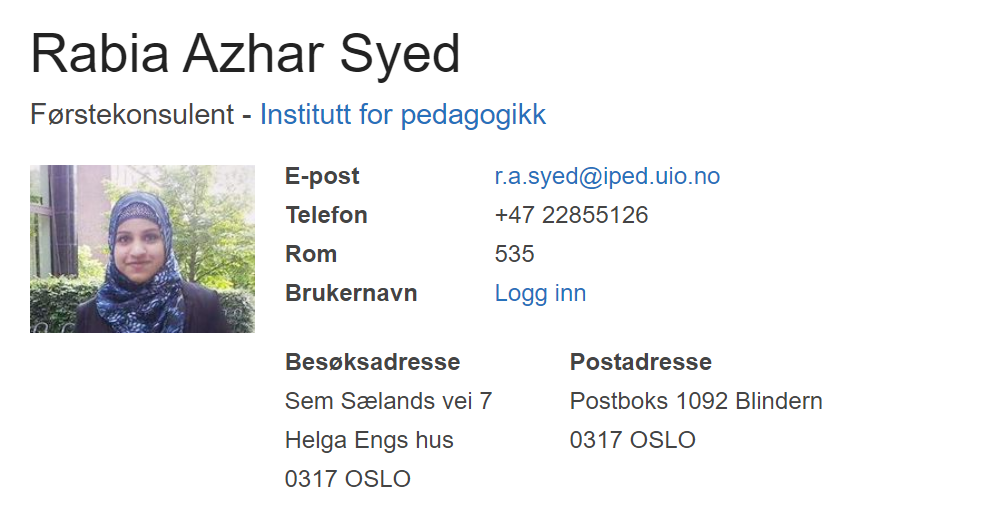 Rabia Azhar Syed
Førstekonsulent - Institutt for pedagogikk
E-post r.a.syed@iped.uio.no
Telefon +47 22855126
Rom 535
Brukernavn Logg inn
Besøksadresse
Sem Sælands vei 7
Helga Engs hus
0317 OSLO
Postadresse
Postboks 1092 Blindern
0317 OSLO